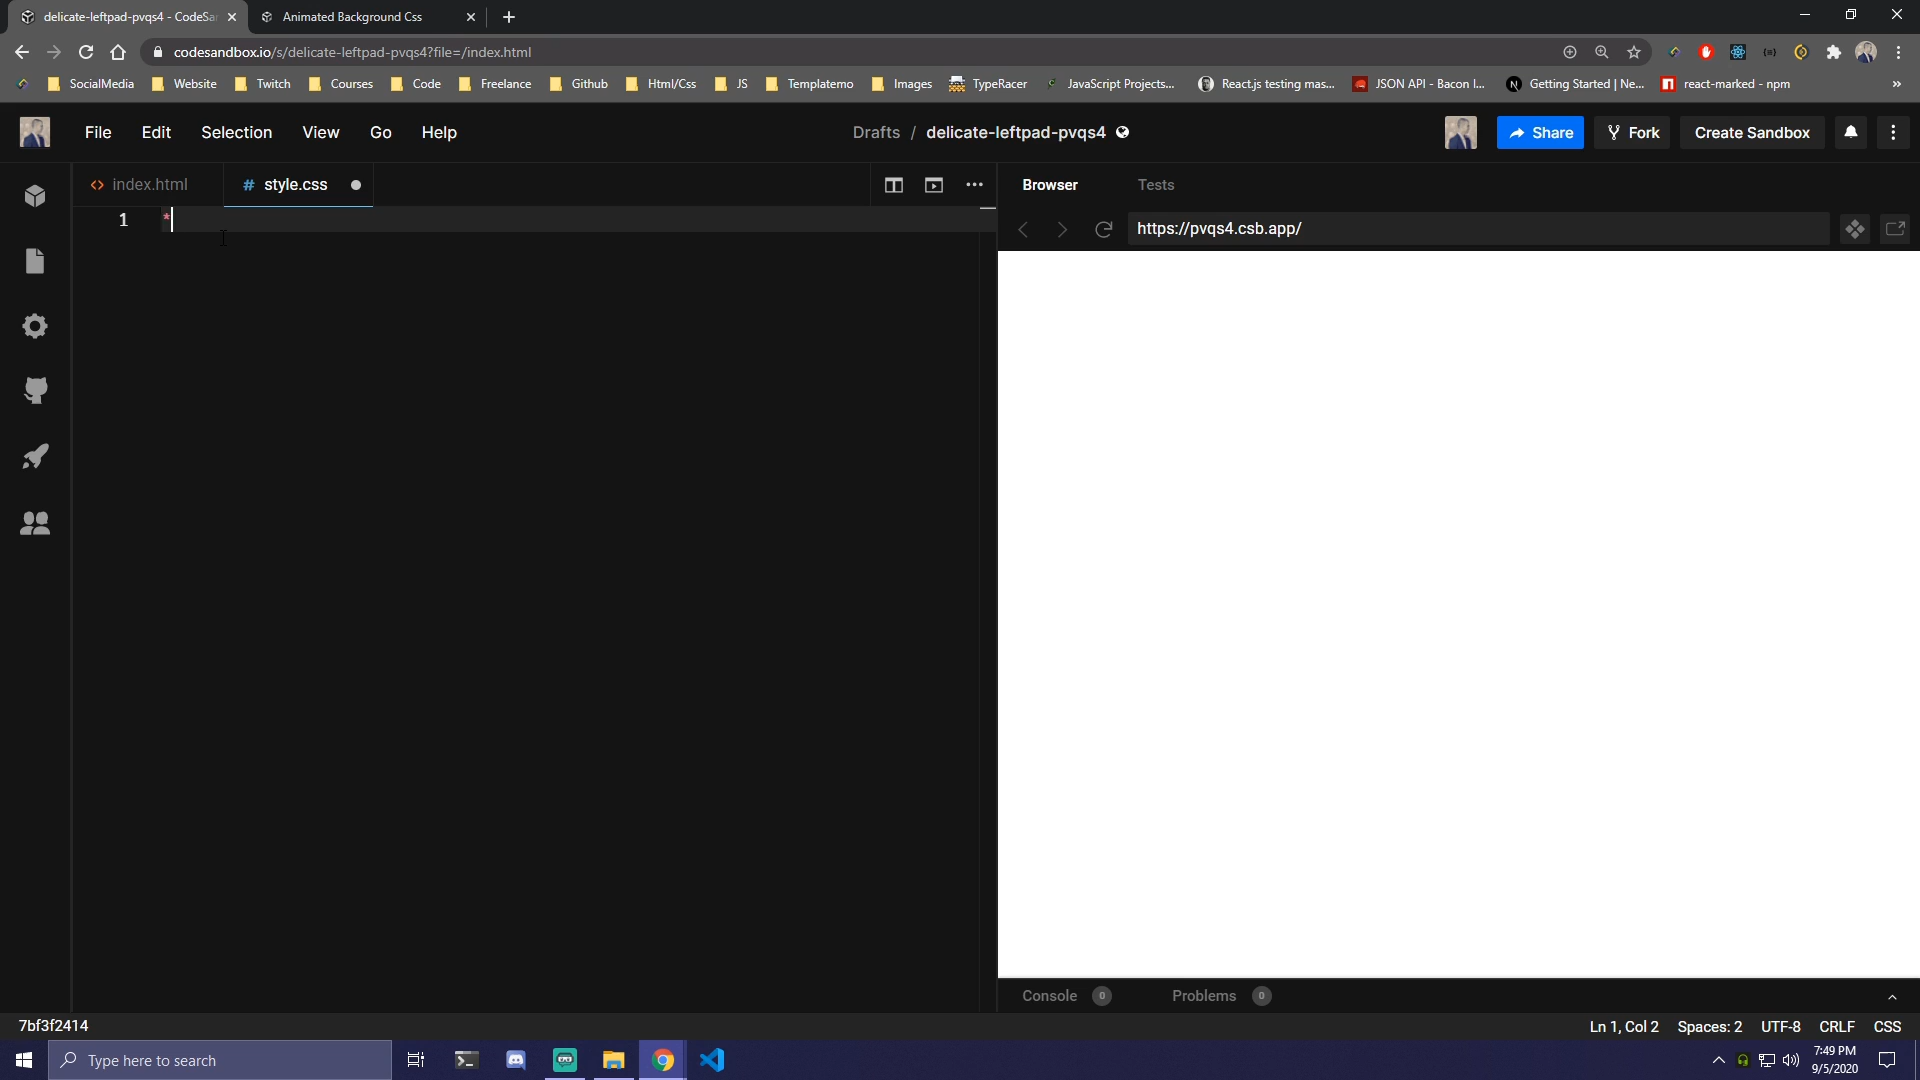 delicate-leftpad-pvqs4 - CodeSa
Animated Background Css
codesandbox.io/s/delicate-leftpad-pvqs4?file=/index.html
SocialMedia
Website
Twitch
Courses
Code
Freelance
Github
Html/Css
JS
Templatemo
Images
TypeRacer
JavaScript Projects...
React.js testing mas...
JSON API - Bacon I...
Getting Started | Ne...
react-marked - npm
»
File
Edit
Selection
View
Go
Help
Drafts / delicate-leftpad-pvqs4
Share
Fork
Create Sandbox
<> index.html
# style.css
Browser
Tests
1 *
https://pvqs4.csb.app/
Console 0
Problems 0
7bf3f2414
Ln 1, Col 2
Spaces: 2
UTF-8
CRLF
CSS
Type here to search
7:49 PM
9/5/2020